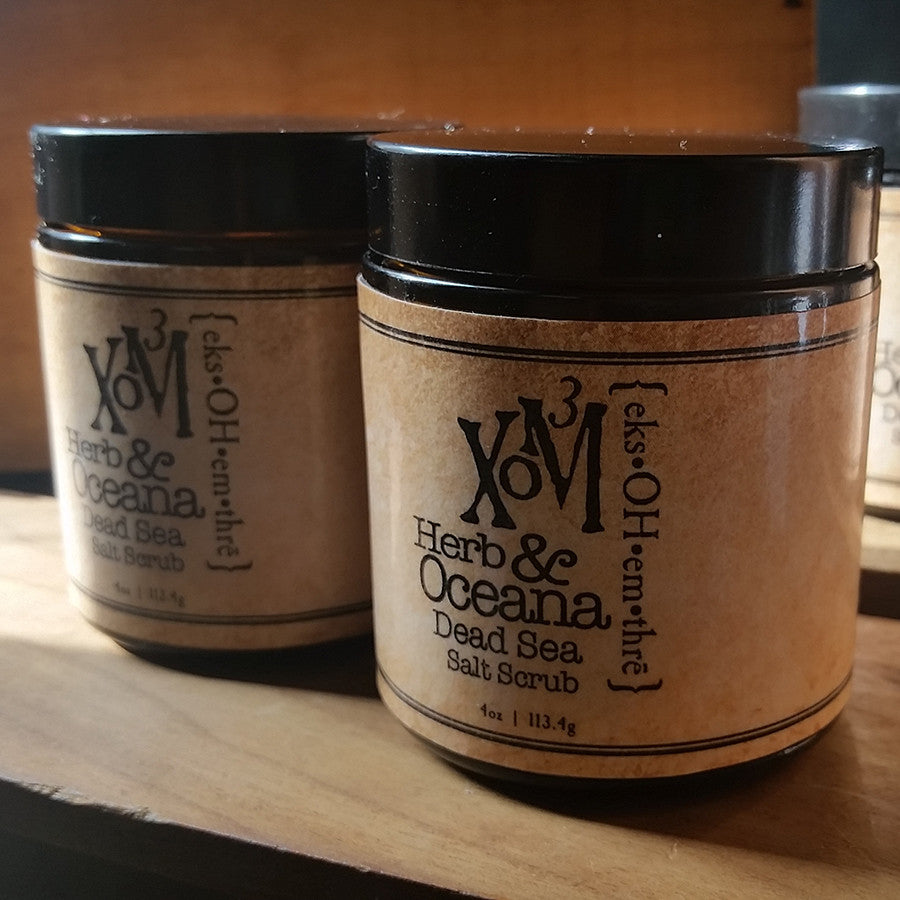 XoM3
{eks•OH•em•thrē}
Herb &
Oceana
Dead Sea
Salt Scrub
4oz | 113.4g
XoM3
{eks•OH•em•thrē}
Herb &
Oceana
Dead Sea
Salt Scrub
4oz | 113.4g